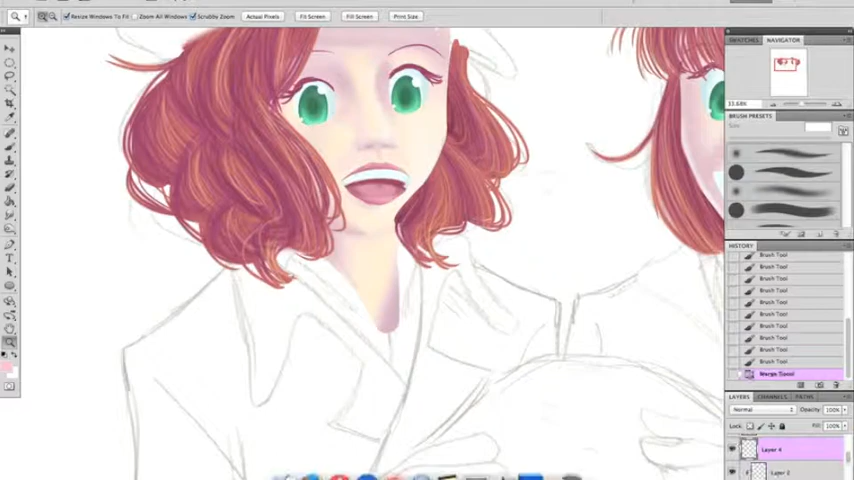 Resize Windows To Fit Zoom All Windows Scrubby Zoom Actual Pixels Fit Screen Fill Screen Print Size
SWATCHES NAVIGATOR
33.68%
BRUSH PRESETS
Size
HISTORY
Brush Tool
Brush Tool
Brush Tool
Brush Tool
Brush Tool
Brush Tool
Brush Tool
Brush Tool
Brush Tool
Brush Tool
LAYERS CHANNELS PATHS
Normal Opacity: 100%
Lock: Fill: 100%
Layer 4
Layer